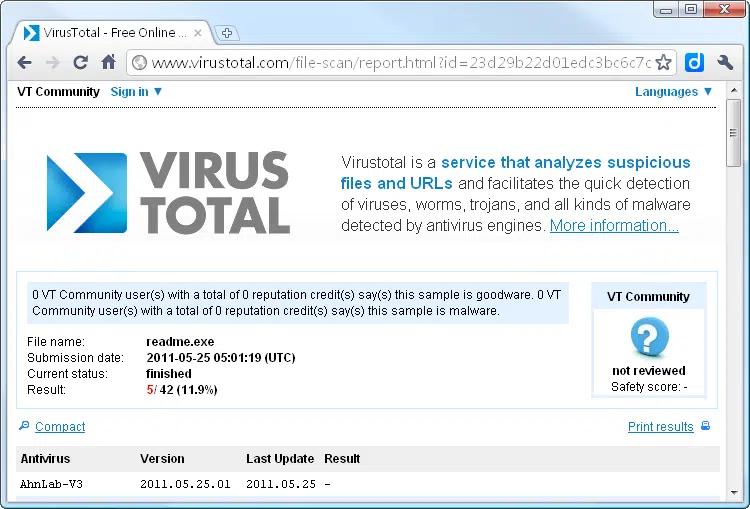 VirusTotal - Free Online ...
www.virustotal.com/file-scan/report.html?id=23d29b22d01edc3bc6c7c
VT Community Sign in ▼ Languages ▼
VIRUS
TOTAL
Virustotal is a service that analyzes suspicious
files and URLs and facilitates the quick detection
of viruses, worms, trojans, and all kinds of malware
detected by antivirus engines. More information...
0 VT Community user(s) with a total of 0 reputation credit(s) say(s) this sample is goodware. 0 VT
Community user(s) with a total of 0 reputation credit(s) say(s) this sample is malware.
VT Community
?
not reviewed
Safety score: -
File name: readme.exe
Submission date: 2011-05-25 05:01:19 (UTC)
Current status: finished
Result: 5/ 42 (11.9%)
Compact Print results
Antivirus Version Last Update Result
AhnLab-V3 2011.05.25.01 2011.05.25 -